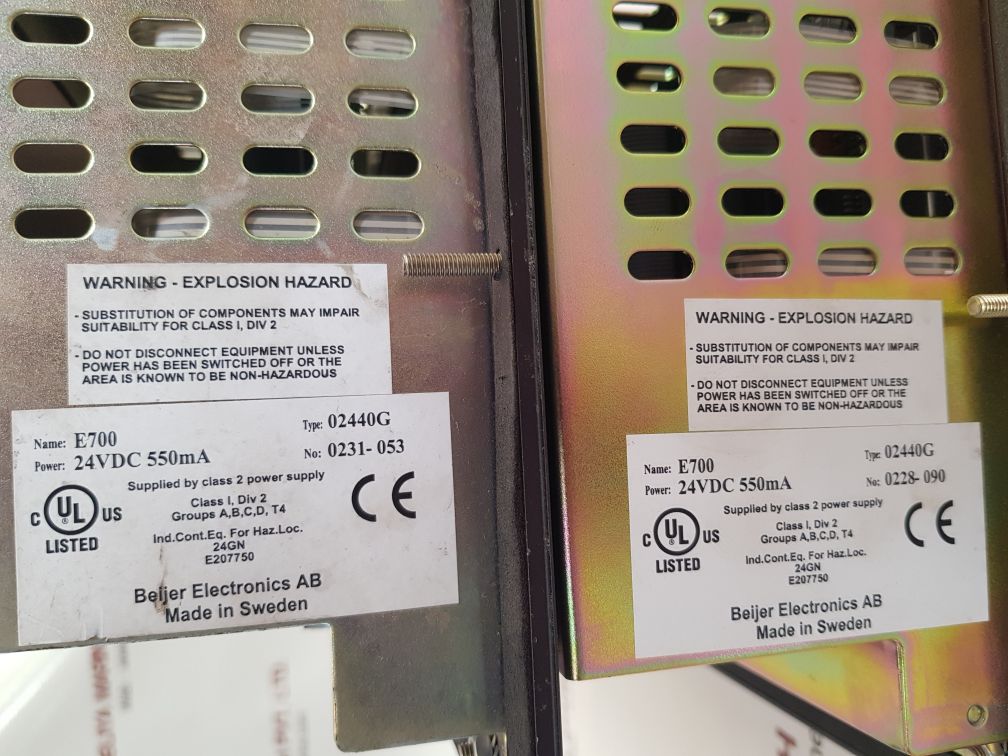 WARNING - EXPLOSION HAZARD
- SUBSTITUTION OF COMPONENTS MAY IMPAIR
SUITABILITY FOR CLASS I, DIV 2
- DO NOT DISCONNECT EQUIPMENT UNLESS
POWER HAS BEEN SWITCHED OFF OR THE
AREA IS KNOWN TO BE NON-HAZARDOUS
Name: E700
Type: 02440G
Power: 24VDC 550mA
No: 0231- 053
Supplied by class 2 power supply
Class I, Div 2
Groups A,B,C,D, T4
C UL ® US
LISTED
CE
Ind.Cont.Eq. For Haz.Loc.
24GN
E207750
Beijer Electronics AB
Made in Sweden
WARNING - EXPLOSION HAZARD
- SUBSTITUTION OF COMPONENTS MAY IMPAIR
SUITABILITY FOR CLASS I, DIV 2
- DO NOT DISCONNECT EQUIPMENT UNLESS
POWER HAS BEEN SWITCHED OFF OR THE
AREA IS KNOWN TO BE NON-HAZARDOUS
Name: E700
Type: 02440G
Power: 24VDC 550mA
No: 0228- 090
Supplied by class 2 power supply
Class I, Div 2
Groups A,B,C,D, T4
C UL ® US
LISTED
CE
Ind.Cont.Eq. For Haz.Loc.
24GN
E207750
Beijer Electronics AB
Made in Sweden